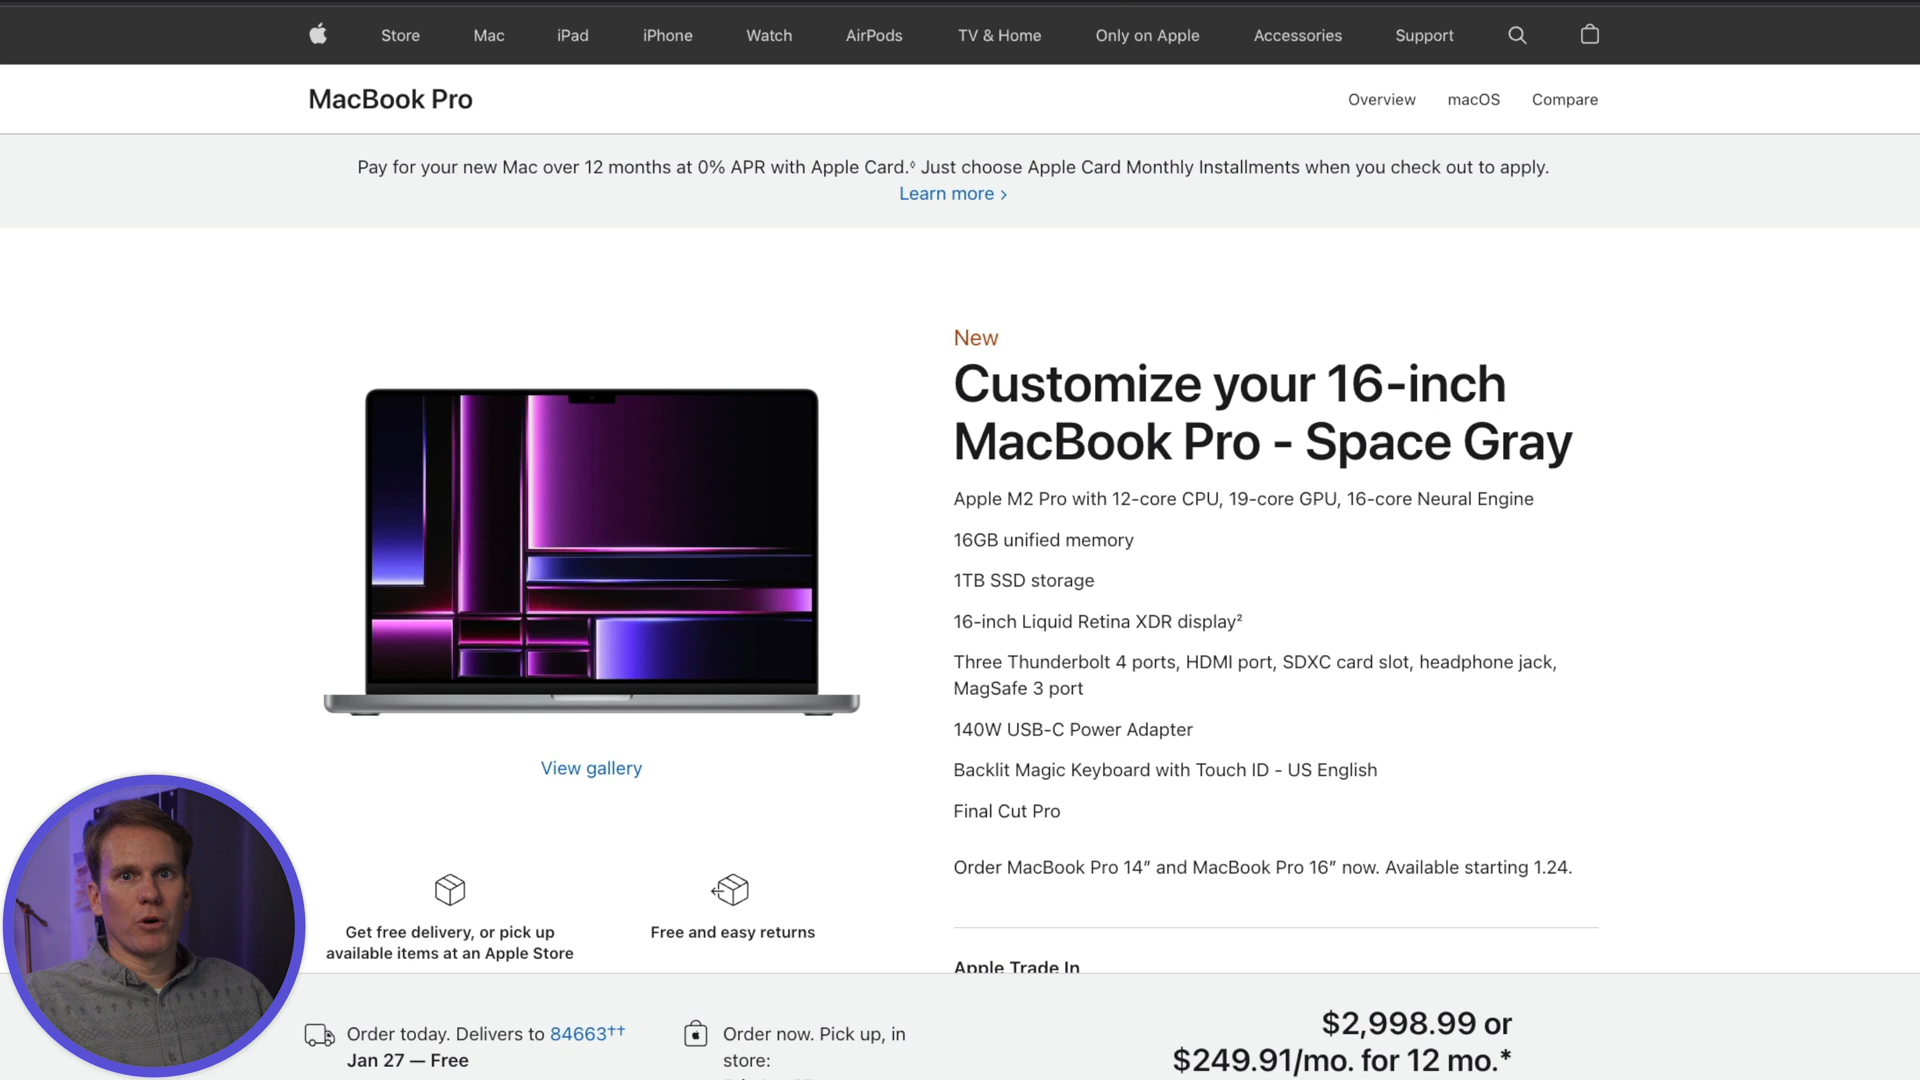 Store Mac iPad iPhone Watch AirPods TV & Home Only on Apple Accessories Support
MacBook Pro
Overview macOS Compare
Pay for your new Mac over 12 months at 0% APR with Apple Card.◊ Just choose Apple Card Monthly Installments when you check out to apply.
Learn more >
New
Customize your 16-inch
MacBook Pro - Space Gray
Apple M2 Pro with 12-core CPU, 19-core GPU, 16-core Neural Engine
16GB unified memory
1TB SSD storage
16-inch Liquid Retina XDR display²
Three Thunderbolt 4 ports, HDMI port, SDXC card slot, headphone jack,
MagSafe 3 port
140W USB-C Power Adapter
Backlit Magic Keyboard with Touch ID - US English
Final Cut Pro
Order MacBook Pro 14″ and MacBook Pro 16″ now. Available starting 1.24.
View gallery
Get free delivery, or pick up
available items at an Apple Store
Free and easy returns
Apple Trade In
Order today. Delivers to 84663††
Jan 27 — Free
Order now. Pick up, in
store:
$2,998.99 or
$249.91/mo. for 12 mo.*